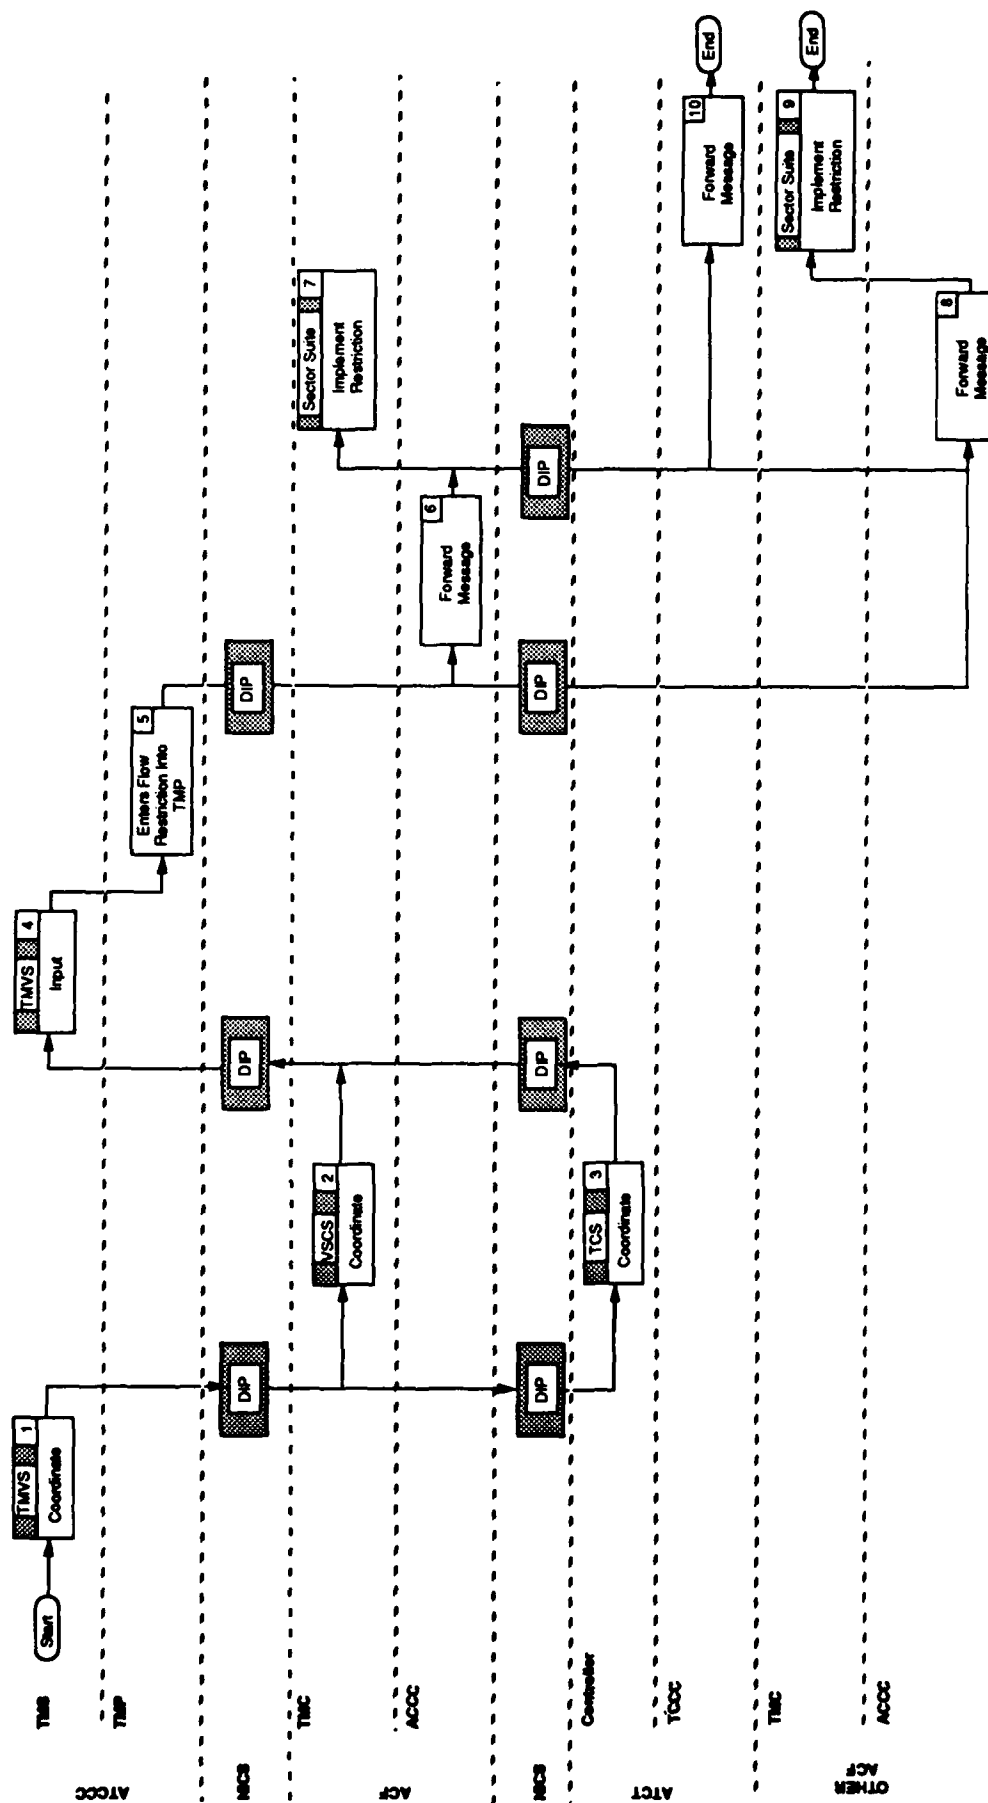 ATCCC
TMS
Start
TMVS 1
Coordinate
TMVS 4
Input
TMP
Enters Flow
Restriction Into
TMP
5
NICS
DIP
DIP
DIP
ACF
TMC
VSCS 2
Coordinate
Sector Suite 7
Implement
Restriction
ACCC
Forward
Message
6
NICS
DIP
DIP
DIP
DIP
ATCT
Controller
TCS 3
Coordinate
TCCC
Forward
Message
10
End
OTHER
ACF
TMC
Sector Suite 9
Implement
Restriction
End
ACCC
Forward
Message
8